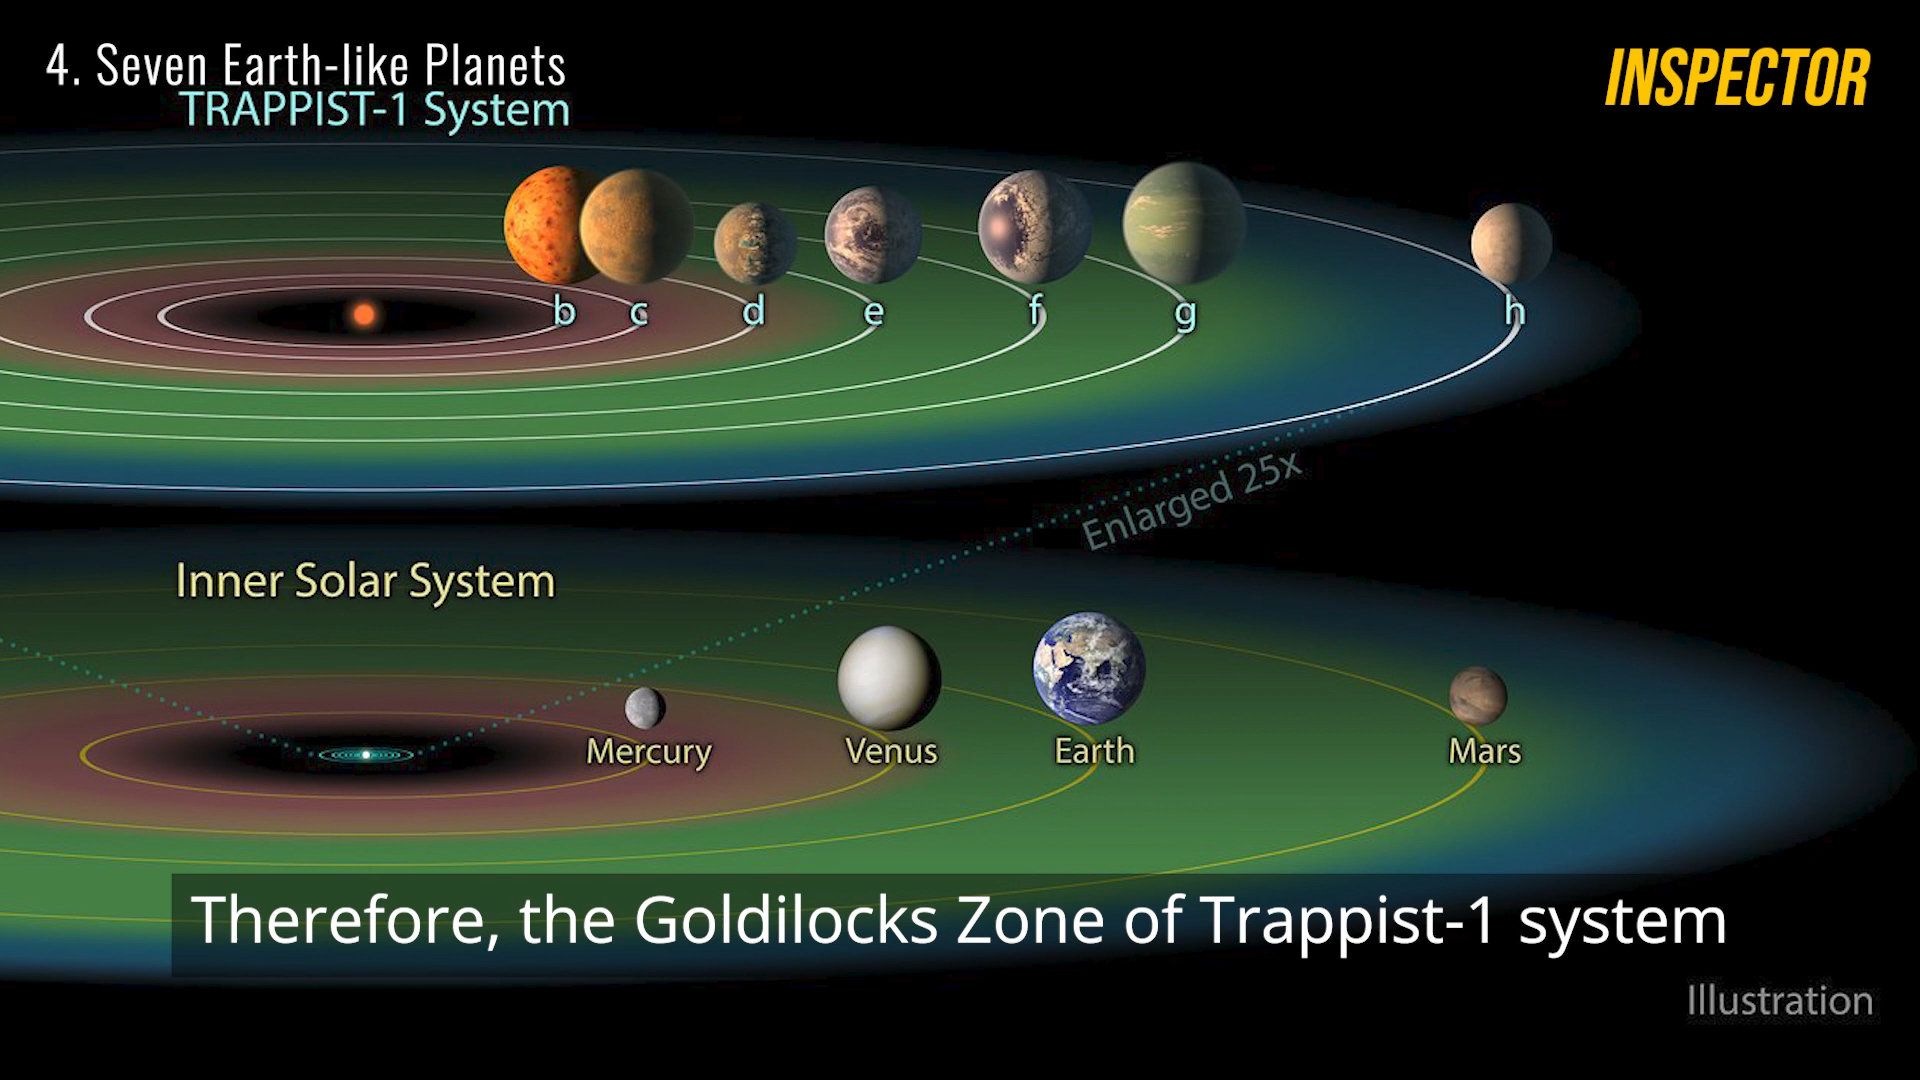 4. Seven Earth-like Planets
INSPECTOR
TRAPPIST-1 System
b c d e f g h
Enlarged 25x
Inner Solar System
Mercury Venus Earth Mars
Therefore, the Goldilocks Zone of Trappist-1 system
Illustration